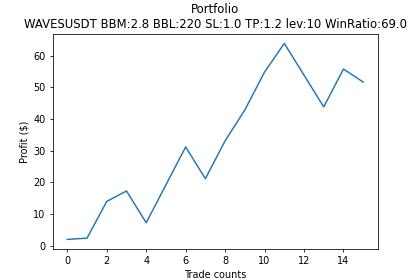 Portfolio
WAVESUSDT BBM:2.8 BBL:220 SL:1.0 TP:1.2 lev:10 WinRatio:69.0
Profit ($)
60
50
40
30
20
10
0
0 2 4 6 8 10 12 14
Trade counts